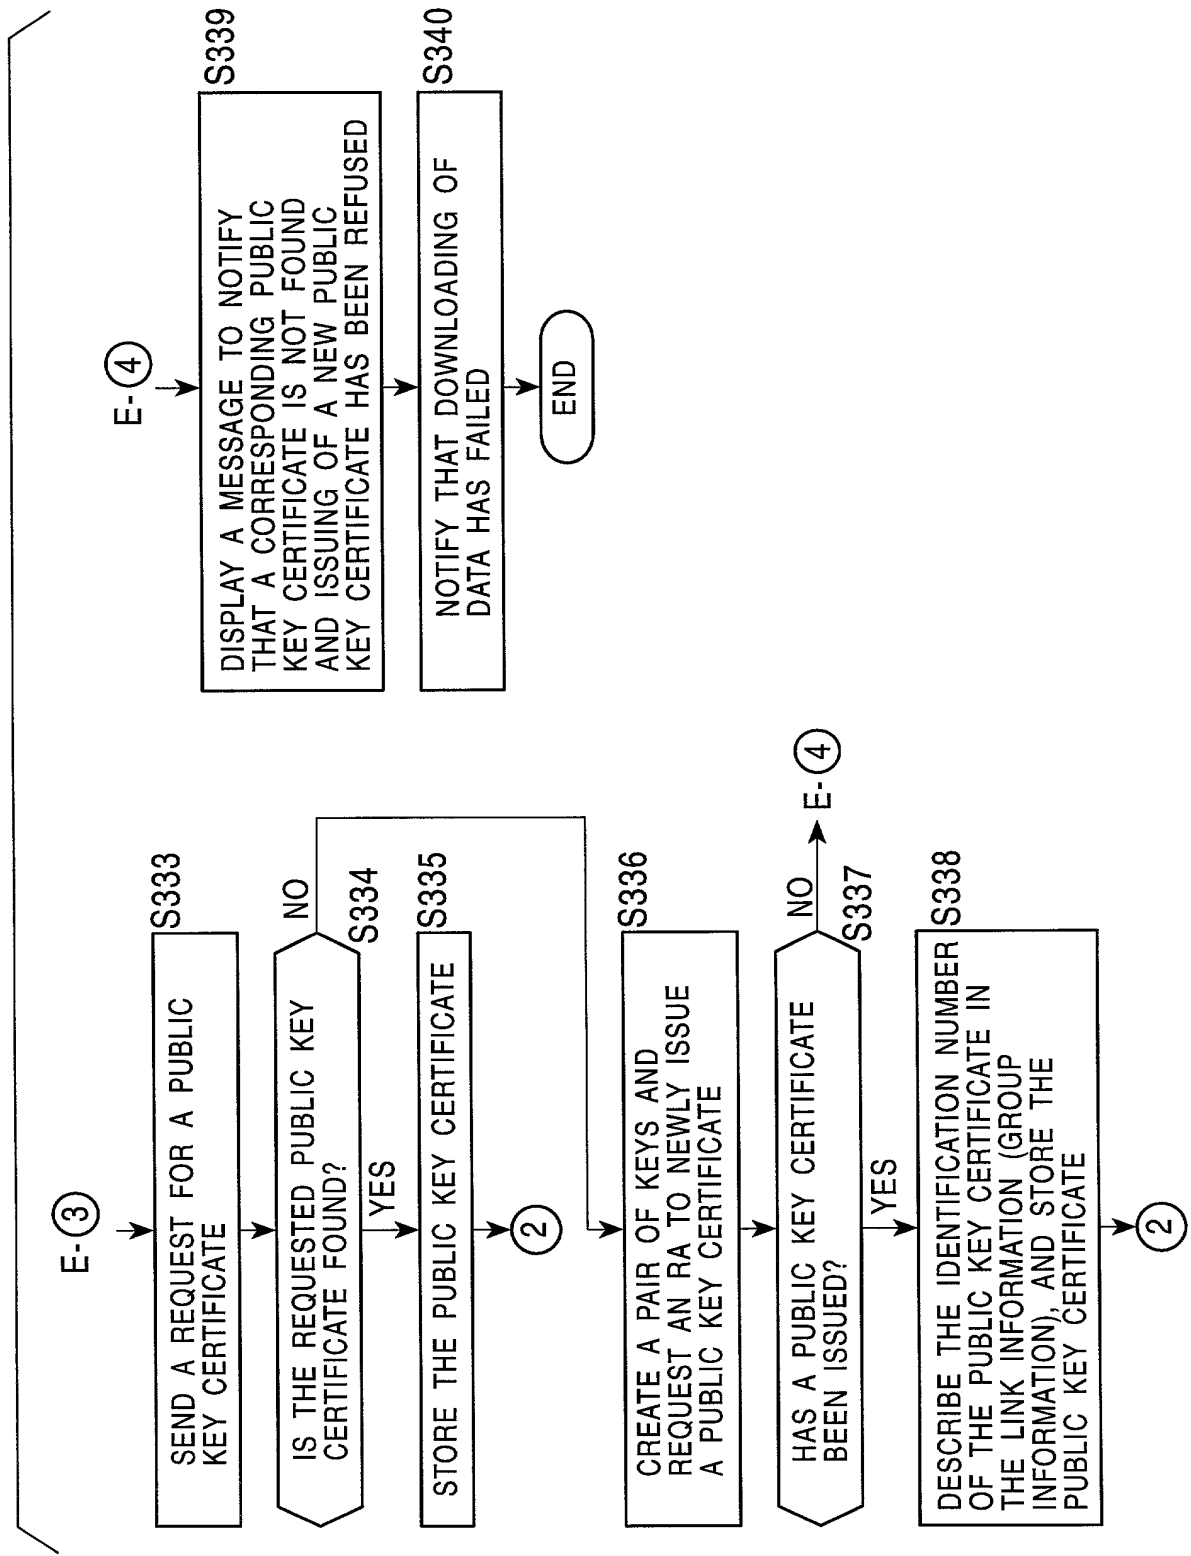 E-3
S333
SEND A REQUEST FOR A PUBLIC
KEY CERTIFICATE
IS THE REQUESTED PUBLIC KEY
CERTIFICATE FOUND?
NO
S334
YES
S335
STORE THE PUBLIC KEY CERTIFICATE
2
S336
CREATE A PAIR OF KEYS AND
REQUEST AN RA TO NEWLY ISSUE
A PUBLIC KEY CERTIFICATE
HAS A PUBLIC KEY CERTIFICATE
BEEN ISSUED?
NO
E-4
S337
YES
S338
DESCRIBE THE IDENTIFICATION NUMBER
OF THE PUBLIC KEY CERTIFICATE IN
THE LINK INFORMATION (GROUP
INFORMATION), AND STORE THE
PUBLIC KEY CERTIFICATE
2
E-4
S339
DISPLAY A MESSAGE TO NOTIFY
THAT A CORRESPONDING PUBLIC
KEY CERTIFICATE IS NOT FOUND
AND ISSUING OF A NEW PUBLIC
KEY CERTIFICATE HAS BEEN REFUSED
S340
NOTIFY THAT DOWNLOADING OF
DATA HAS FAILED
END